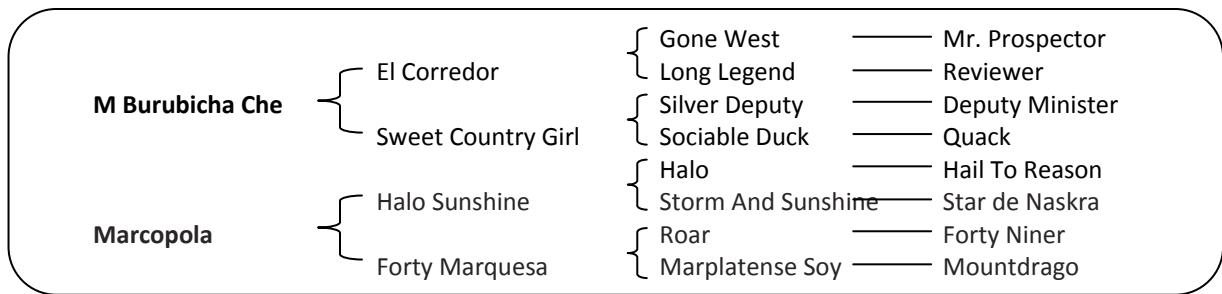 Gone West Mr. Prospector
El Corredor Long Legend Reviewer
M Burubicha Che Silver Deputy Deputy Minister
Sweet Country Girl Sociable Duck Quack
Halo Hail To Reason
Halo Sunshine Storm And Sunshine Star de Naskra
Marcopola Roar Forty Niner
Forty Marquesa Marplatense Soy Mountdrago